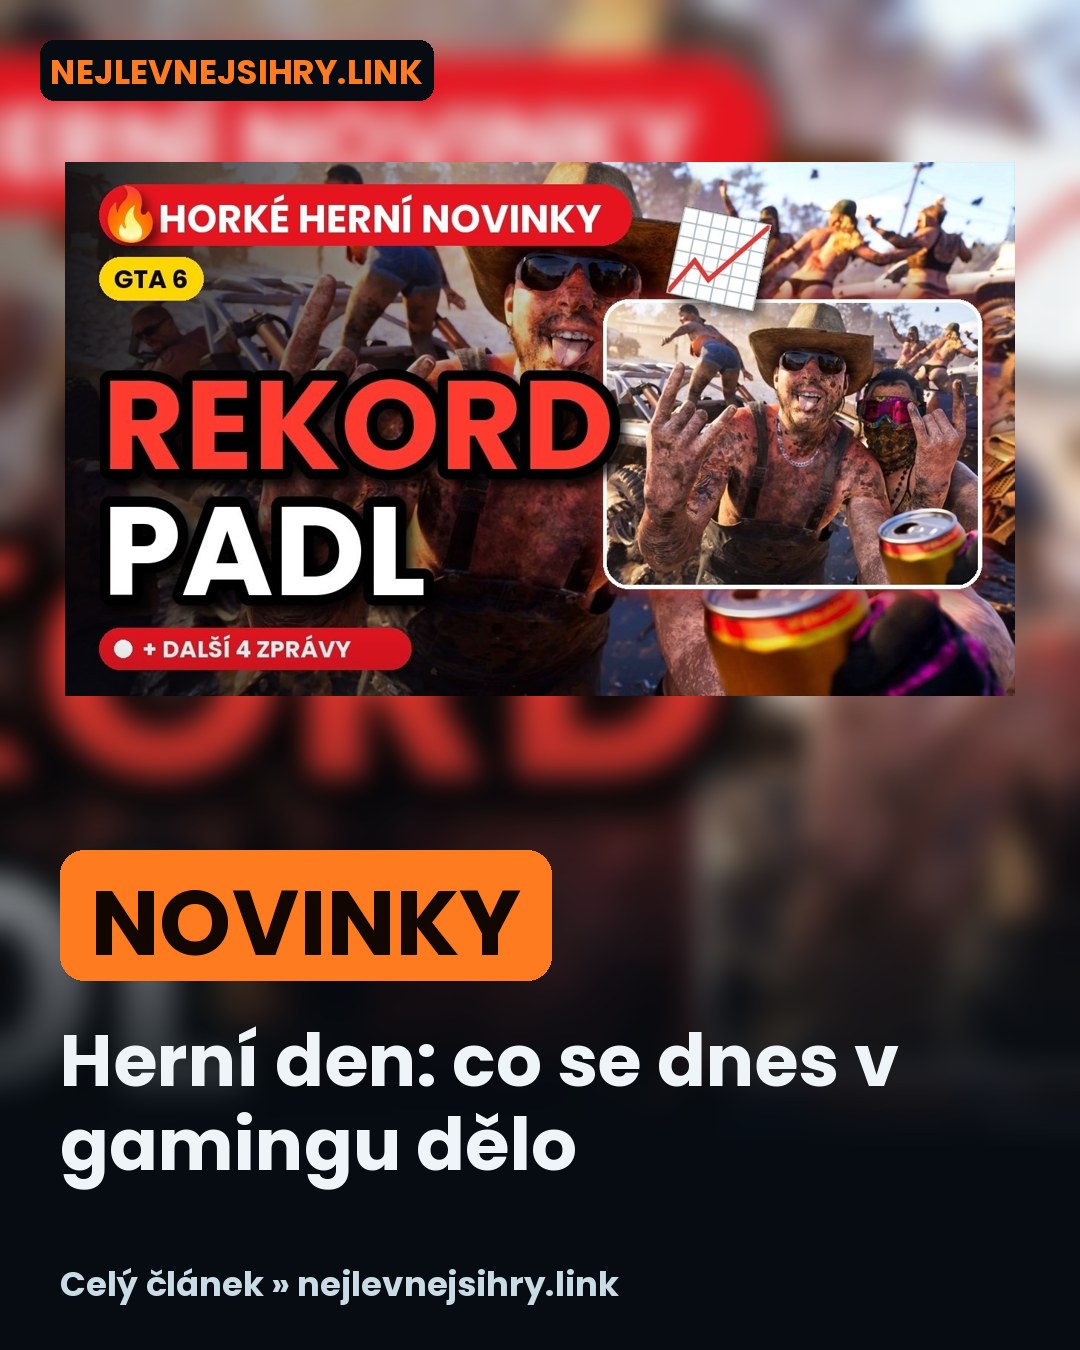 NEJLEVNEJSIHRY.LINK
HORKÉ HERNÍ NOVINKY
GTA 6
REKORD
PADL
+ DALŠÍ 4 ZPRÁVY
NOVINKY
Herní den: co se dnes v
gamingu dělo
Celý článek » nejlevnejsihry.link